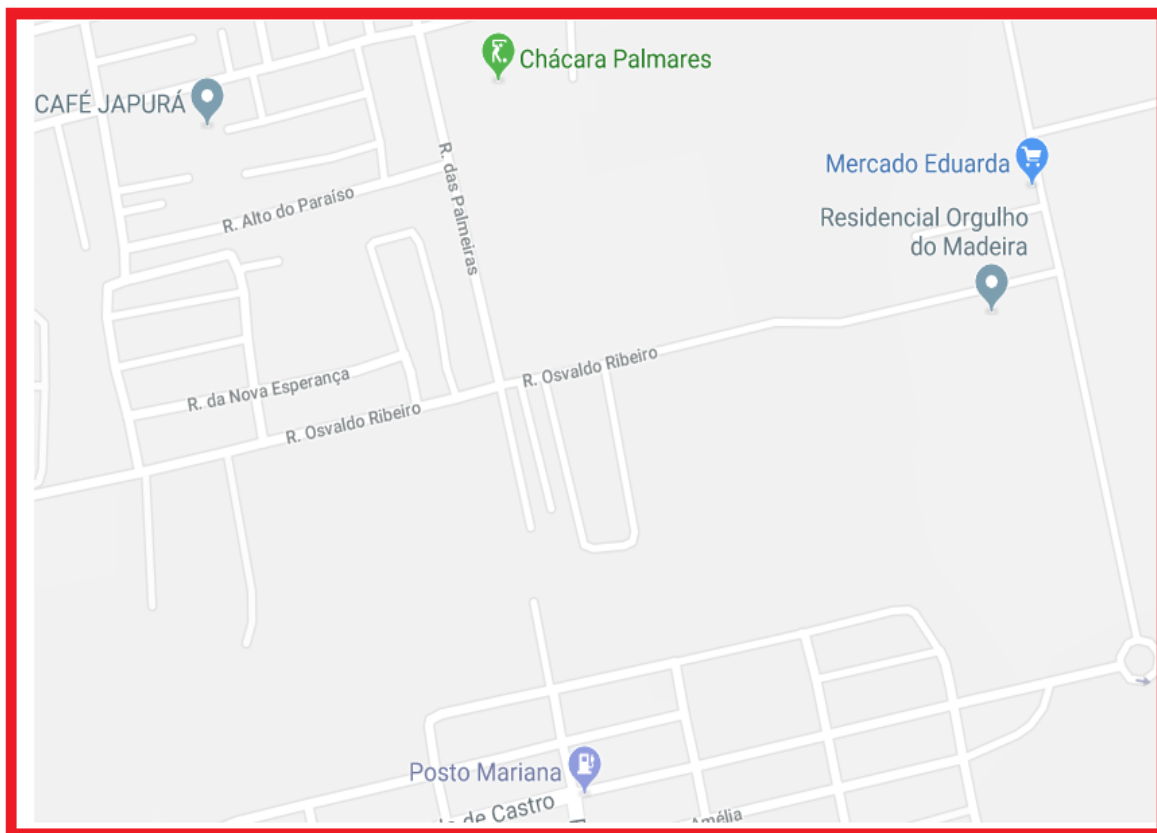 Chácara Palmares
CAFÉ JAPURÁ
R. das Palmeiras
Mercado Eduarda
R. Alto do Paraíso
Residencial Orgulho
do Madeira
R. Osvaldo Ribeiro
R. da Nova Esperança
R. Osvaldo Ribeiro
Posto Mariana
de Castro
Amélia